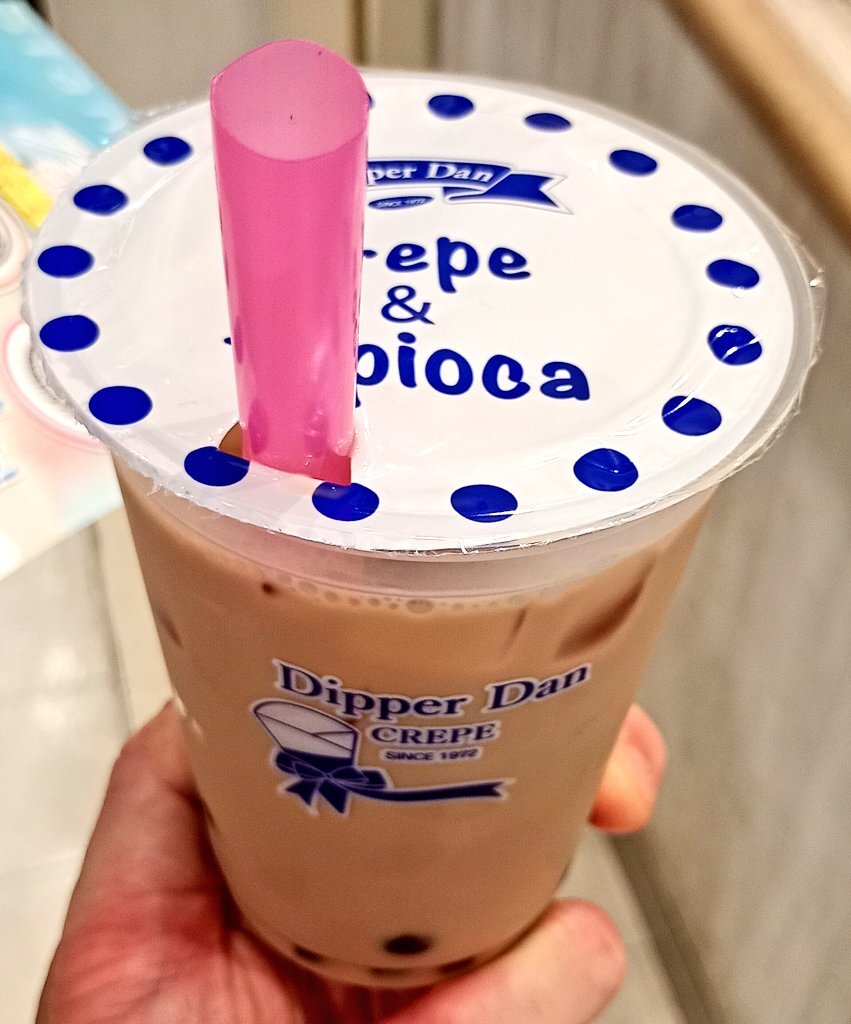 per Dan
SINCE 1972
repe
&
pioca
Dipper Dan
CREPE
SINCE 1972